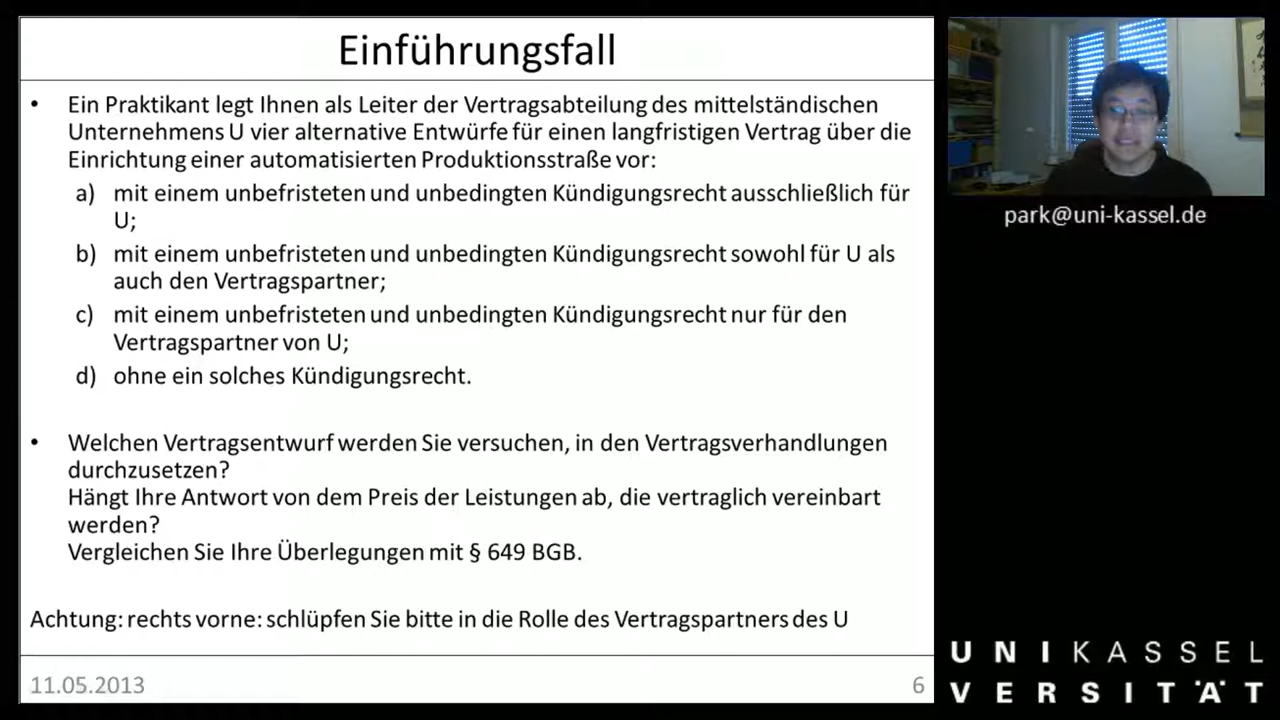 Einführungsfall
• Ein Praktikant legt Ihnen als Leiter der Vertragsabteilung des mittelständischen
Unternehmens U vier alternative Entwürfe für einen langfristigen Vertrag über die
Einrichtung einer automatisierten Produktionsstraße vor:
a) mit einem unbefristeten und unbedingten Kündigungsrecht ausschließlich für
U;
b) mit einem unbefristeten und unbedingten Kündigungsrecht sowohl für U als
auch den Vertragspartner;
c) mit einem unbefristeten und unbedingten Kündigungsrecht nur für den
Vertragspartner von U;
d) ohne ein solches Kündigungsrecht.
• Welchen Vertragsentwurf werden Sie versuchen, in den Vertragsverhandlungen
durchzusetzen?
Hängt Ihre Antwort von dem Preis der Leistungen ab, die vertraglich vereinbart
werden?
Vergleichen Sie Ihre Überlegungen mit § 649 BGB.
Achtung: rechts vorne: schlüpfen Sie bitte in die Rolle des Vertragspartners des U
11.05.2013
6
park@uni-kassel.de
UNIKASSEL
VERSITÄT